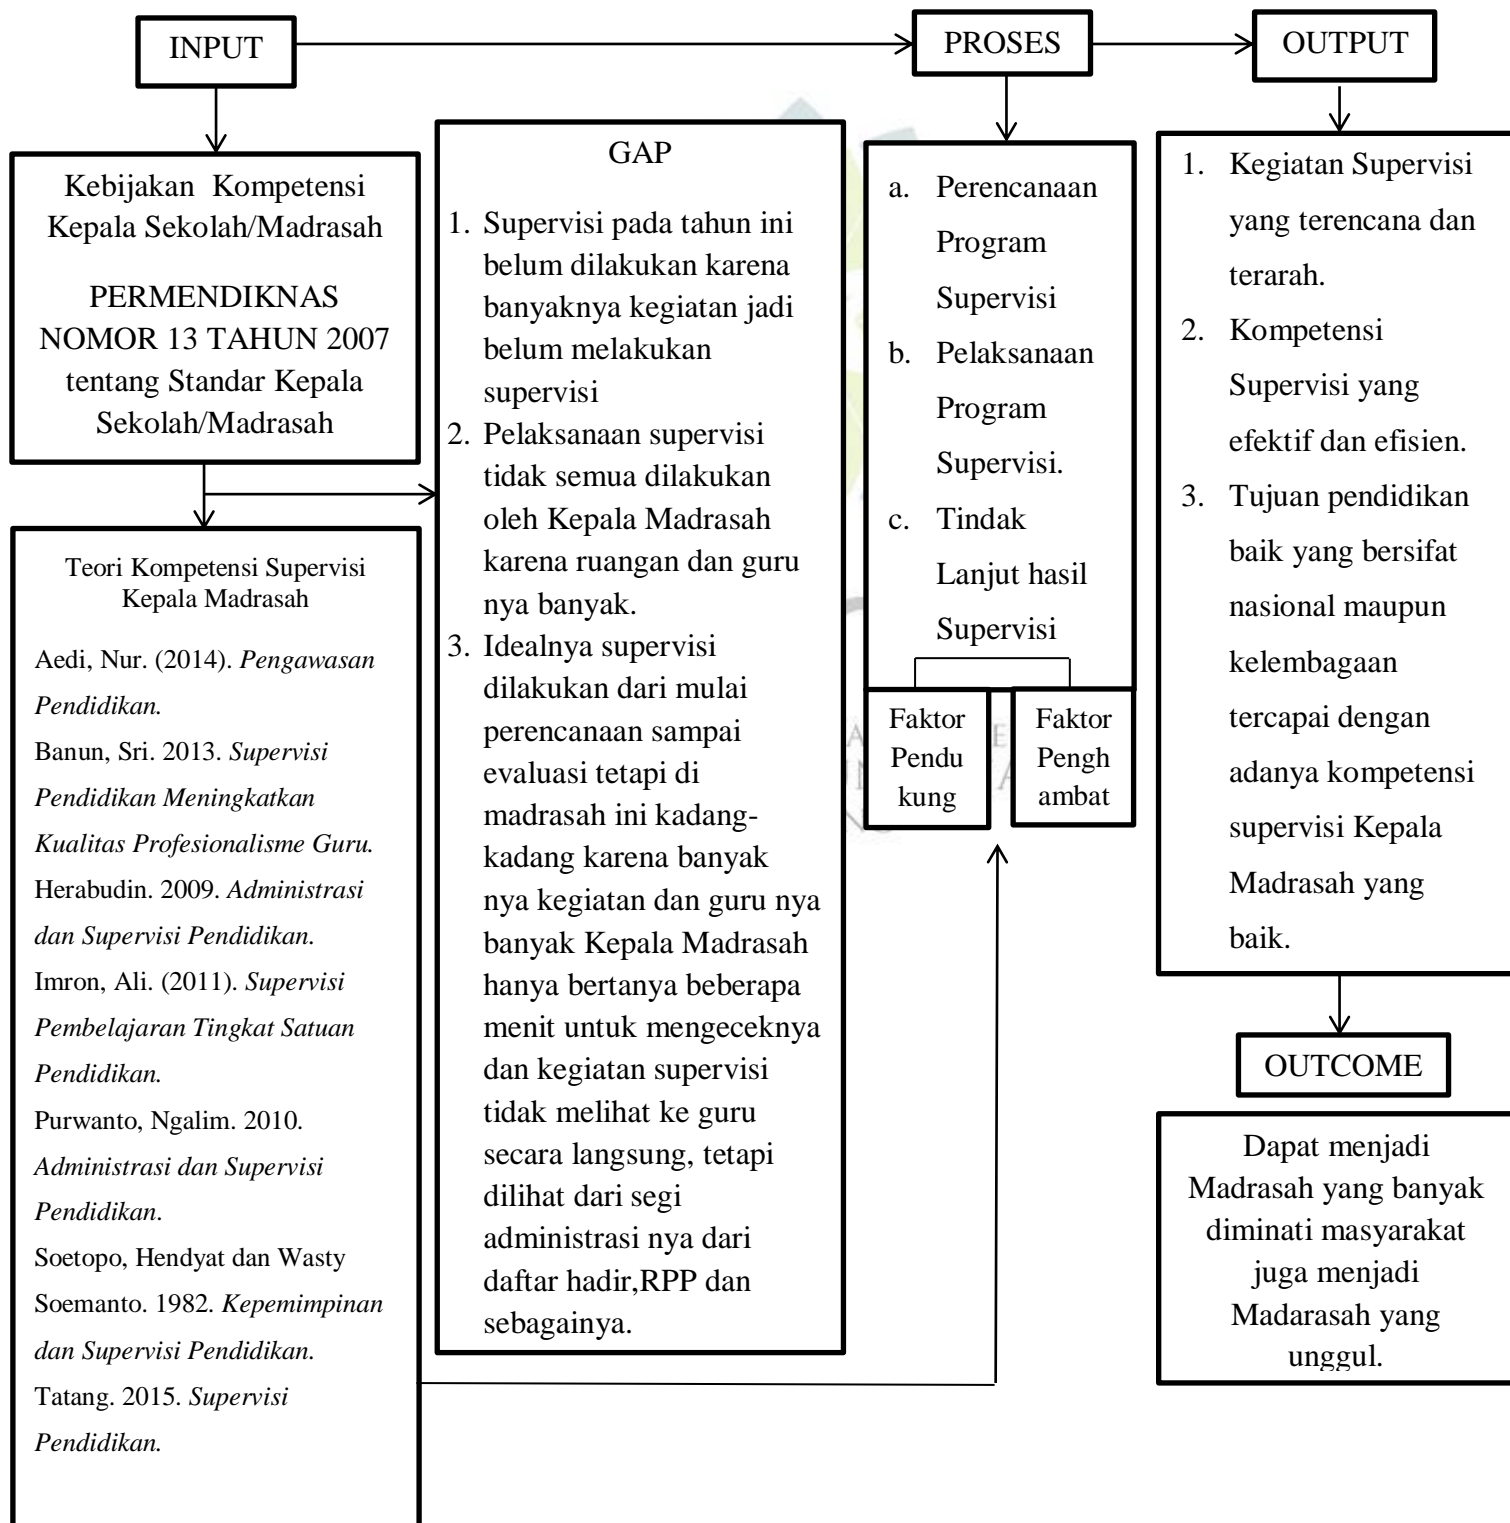 INPUT
PROSES
OUTPUT
Kebijakan Kompetensi
Kepala Sekolah/Madrasah
PERMENDIKNAS
NOMOR 13 TAHUN 2007
tentang Standar Kepala
Sekolah/Madrasah
Teori Kompetensi Supervisi
Kepala Madrasah
Aedi, Nur. (2014). Pengawasan
Pendidikan.
Banun, Sri. 2013. Supervisi
Pendidikan Meningkatkan
Kualitas Profesionalisme Guru.
Herabudin. 2009. Administrasi
dan Supervisi Pendidikan.
Imron, Ali. (2011). Supervisi
Pembelajaran Tingkat Satuan
Pendidikan.
Purwanto, Ngalim. 2010.
Administrasi dan Supervisi
Pendidikan.
Soetopo, Hendyat dan Wasty
Soemanto. 1982. Kepemimpinan
dan Supervisi Pendidikan.
Tatang. 2015. Supervisi
Pendidikan.
GAP
1. Supervisi pada tahun ini
belum dilakukan karena
banyaknya kegiatan jadi
belum melakukan
supervisi
2. Pelaksanaan supervisi
tidak semua dilakukan
oleh Kepala Madrasah
karena ruangan dan guru
nya banyak.
3. Idealnya supervisi
dilakukan dari mulai
perencanaan sampai
evaluasi tetapi di
madrasah ini kadang-
kadang karena banyak
nya kegiatan dan guru nya
banyak Kepala Madrasah
hanya bertanya beberapa
menit untuk mengeceknya
dan kegiatan supervisi
tidak melihat ke guru
secara langsung, tetapi
dilihat dari segi
administrasi nya dari
daftar hadir,RPP dan
sebagainya.
a. Perencanaan
Program
Supervisi
b. Pelaksanaan
Program
Supervisi.
c. Tindak
Lanjut hasil
Supervisi
Faktor
Pendu
kung
Faktor
Pengh
ambat
1. Kegiatan Supervisi
yang terencana dan
terarah.
2. Kompetensi
Supervisi yang
efektif dan efisien.
3. Tujuan pendidikan
baik yang bersifat
nasional maupun
kelembagaan
tercapai dengan
adanya kompetensi
supervisi Kepala
Madrasah yang
baik.
OUTCOME
Dapat menjadi
Madrasah yang banyak
diminati masyarakat
juga menjadi
Madarasah yang
unggul.